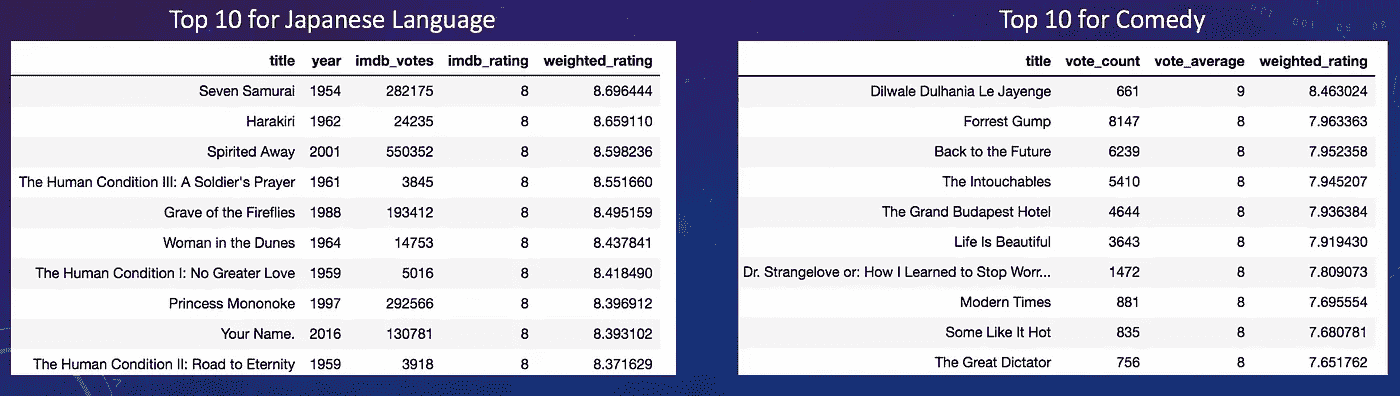 Top 10 for Japanese Language
title year imdb_votes imdb_rating weighted_rating
Seven Samurai 1954 282175 8 8.696444
Harakiri 1962 24235 8 8.659110
Spirited Away 2001 550352 8 8.598236
The Human Condition III: A Soldier's Prayer 1961 3845 8 8.551660
Grave of the Fireflies 1988 193412 8 8.495159
Woman in the Dunes 1964 14753 8 8.437841
The Human Condition I: No Greater Love 1959 5016 8 8.418490
Princess Mononoke 1997 292566 8 8.396912
Your Name. 2016 130781 8 8.393102
The Human Condition II: Road to Eternity 1959 3918 8 8.371629
Top 10 for Comedy
title vote_count vote_average weighted_rating
Dilwale Dulhania Le Jayenge 661 9 8.463024
Forrest Gump 8147 8 7.963363
Back to the Future 6239 8 7.952358
The Intouchables 5410 8 7.945207
The Grand Budapest Hotel 4644 8 7.936384
Life Is Beautiful 3643 8 7.919430
Dr. Strangelove or: How I Learned to Stop Worr... 1472 8 7.809073
Modern Times 881 8 7.695554
Some Like It Hot 835 8 7.680781
The Great Dictator 756 8 7.651762